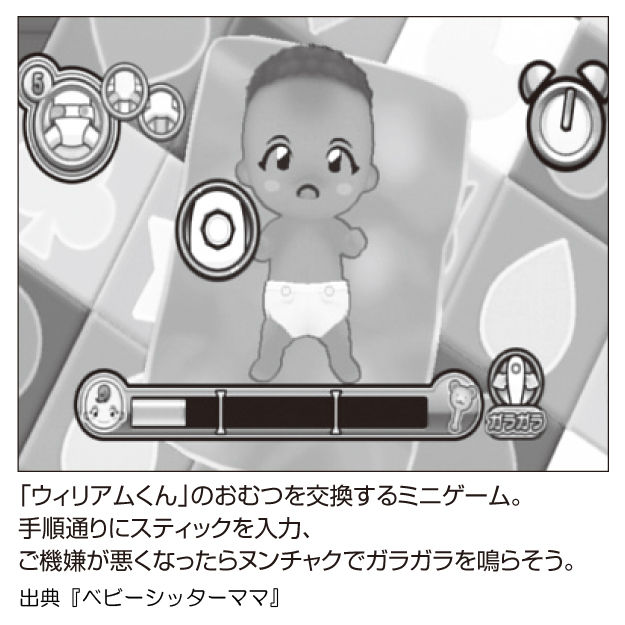 5
ガラガラ
「ウィリアムくん」のおむつを交換するミニゲーム。
手順通りにスティックを入力、
ご機嫌が悪くなったらヌンチャクでガラガラを鳴らそう。
出典『ベビーシッターママ』